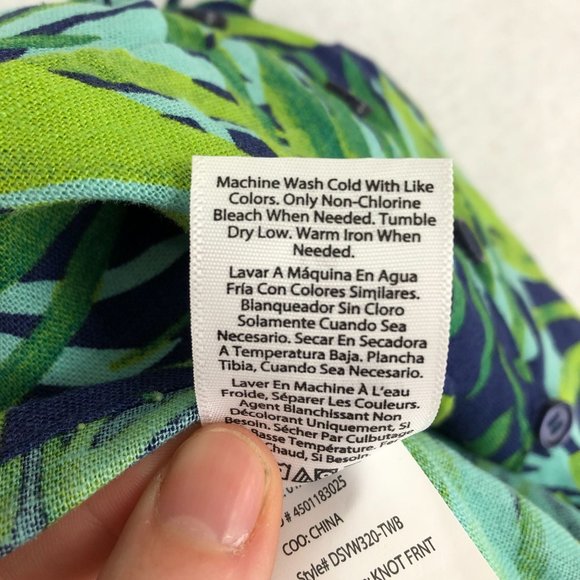 Machine Wash Cold With Like
Colors. Only Non-Chlorine
Bleach When Needed. Tumble
Dry Low. Warm Iron When
Needed.
Lavar A Máquina En Agua
Fría Con Colores Similares.
Blanqueador Sin Cloro
Solamente Cuando Sea
Necesario. Secar En Secadora
A Temperatura Baja. Plancha
Tibia, Cuando Sea Necesario.
Laver En Machine À L'eau
Froide, Séparer Les Couleurs.
Agent Blanchissant Non
Décolorant Uniquement, Si
Besoin. Sécher Par Culbutage
Basse Température.
Chaud, Si Besoin
# 4501183025
COO: CHINA
Style# DSVW320-TWB
KNOT FRNT